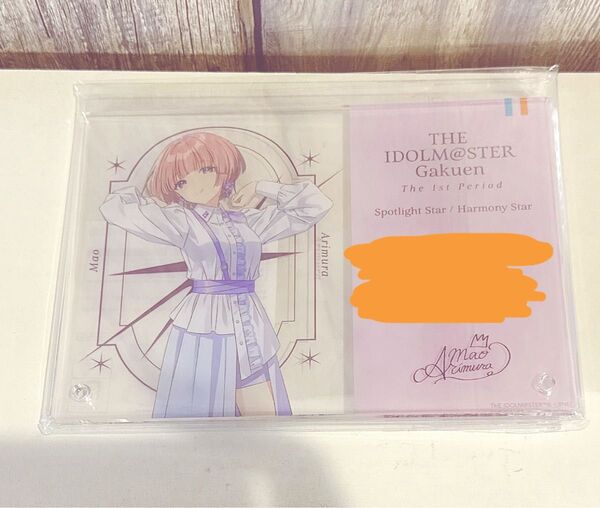 THE
IDOLM@STER
Gakuen
The 1st Period
Spotlight Star / Harmony Star
Mao
Arimura
Mao
Arimura